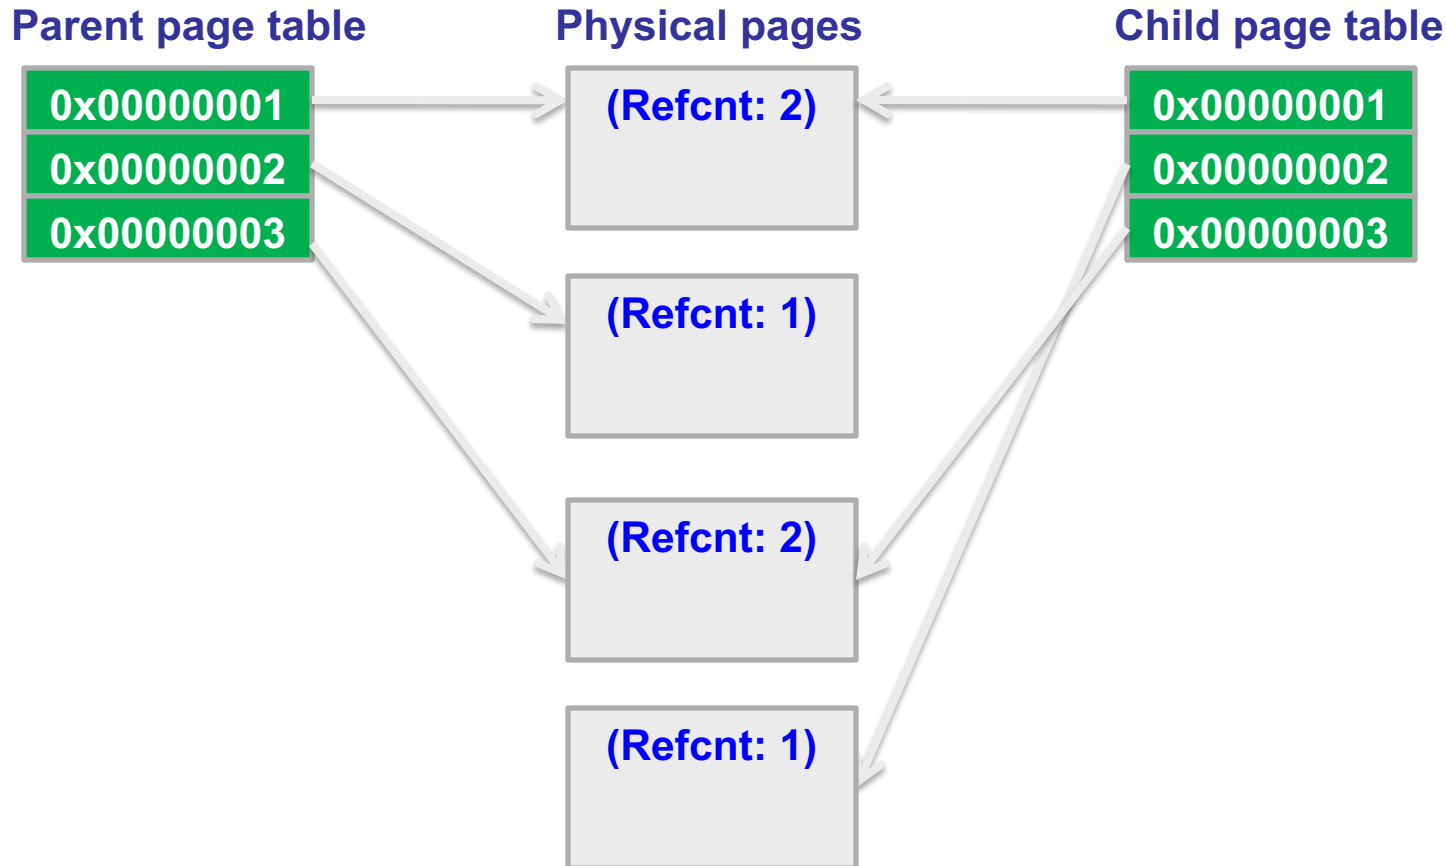 Parent page table
Physical pages
Child page table
0x00000001
0x00000002
0x00000003
(Refcnt: 2)
(Refcnt: 1)
(Refcnt: 2)
(Refcnt: 1)
0x00000001
0x00000002
0x00000003